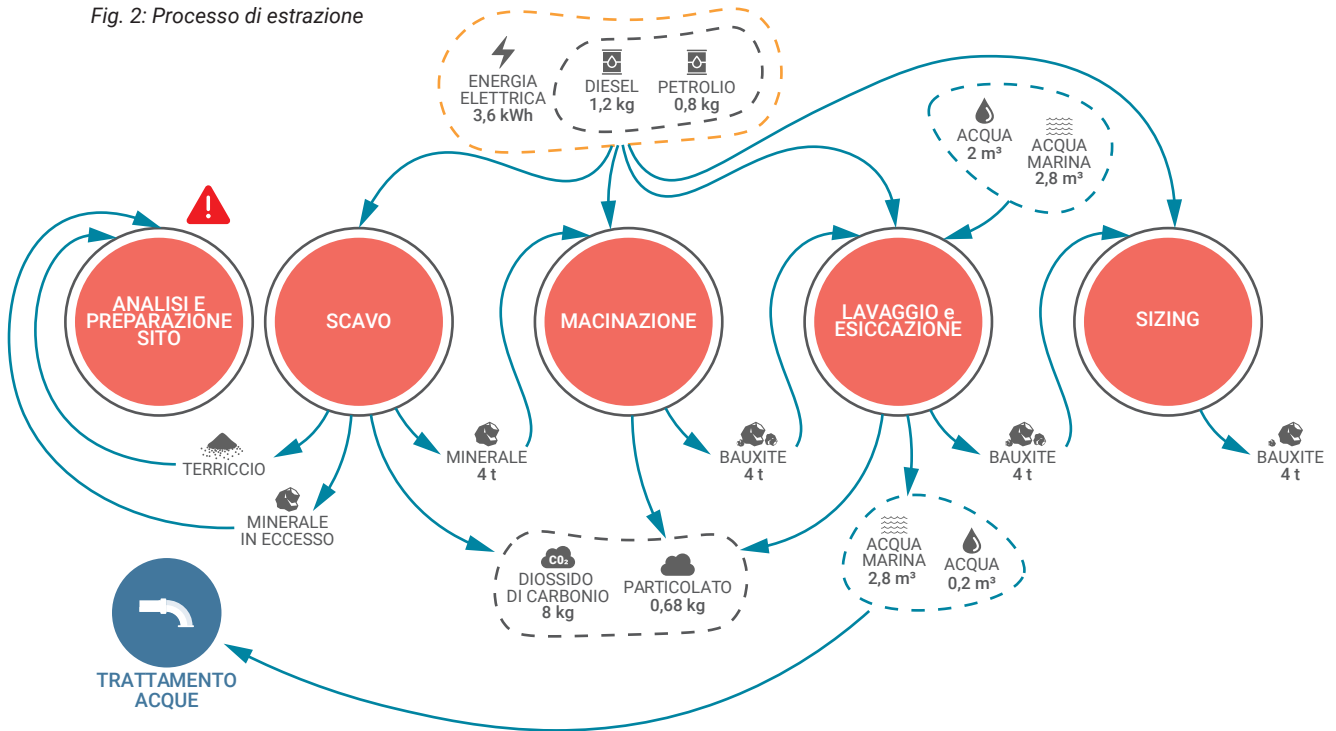 Fig. 2: Processo di estrazione
ENERGIA
ELETTRICA
3,6 kWh
DIESEL
1,2 kg
PETROLIO
0,8 kg
ACQUA
2 m³
ACQUA
MARINA
2,8 m³
ANALISI E
PREPARAZIONE
SITO
SCAVO
MACINAZIONE
LAVAGGIO e
ESICCAZIONE
SIZING
TERRICCIO
MINERALE
IN ECCESSO
MINERALE
4 t
BAUXITE
4 t
BAUXITE
4 t
BAUXITE
4 t
CO₂
DIOSSIDO
DI CARBONIO
8 kg
PARTICOLATO
0,68 kg
ACQUA
MARINA
2,8 m³
ACQUA
0,2 m³
TRATTAMENTO
ACQUE